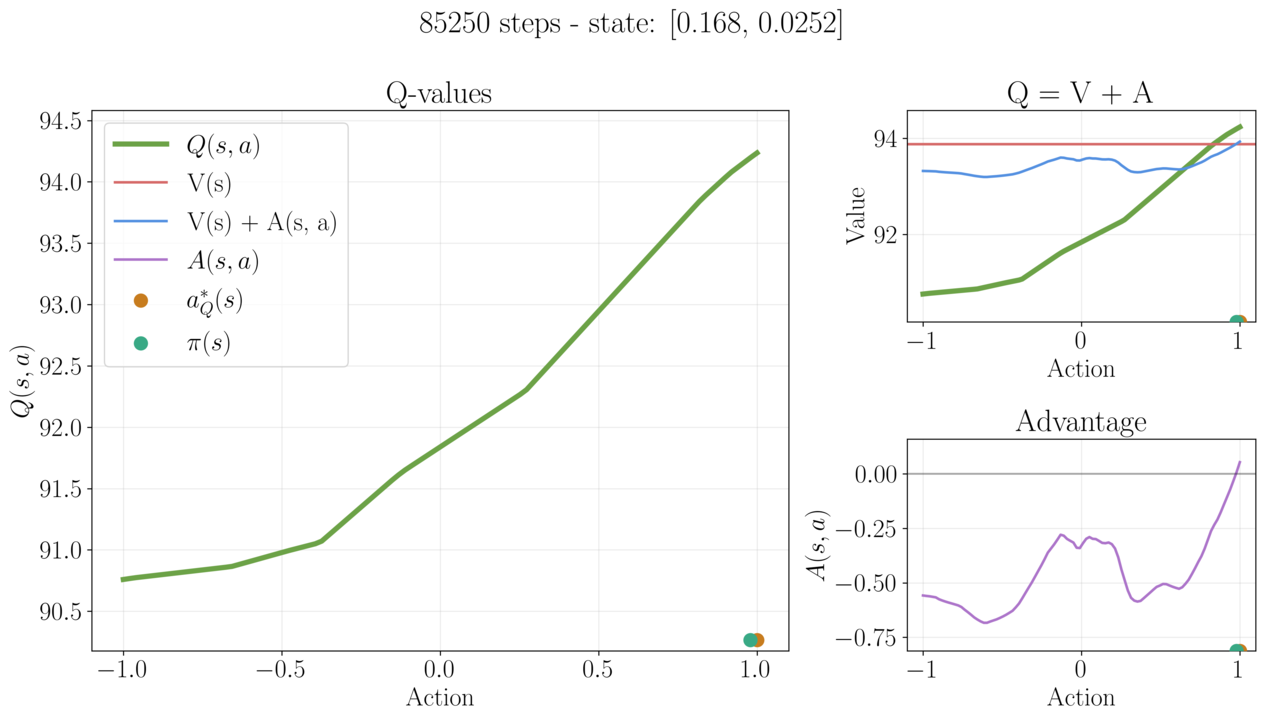 85250 steps - state: [0.168, 0.0252]
Q-values
94.5
94.0
93.5
93.0
92.5
92.0
91.5
91.0
90.5
Q(s, a)
Q(s, a)
V(s)
V(s) + A(s, a)
A(s, a)
a*Q(s)
π(s)
−1.0
−0.5
0.0
0.5
1.0
Action
Q = V + A
94
92
Value
−1
0
1
Action
Advantage
0.00
−0.25
−0.50
−0.75
A(s, a)
−1
0
1
Action